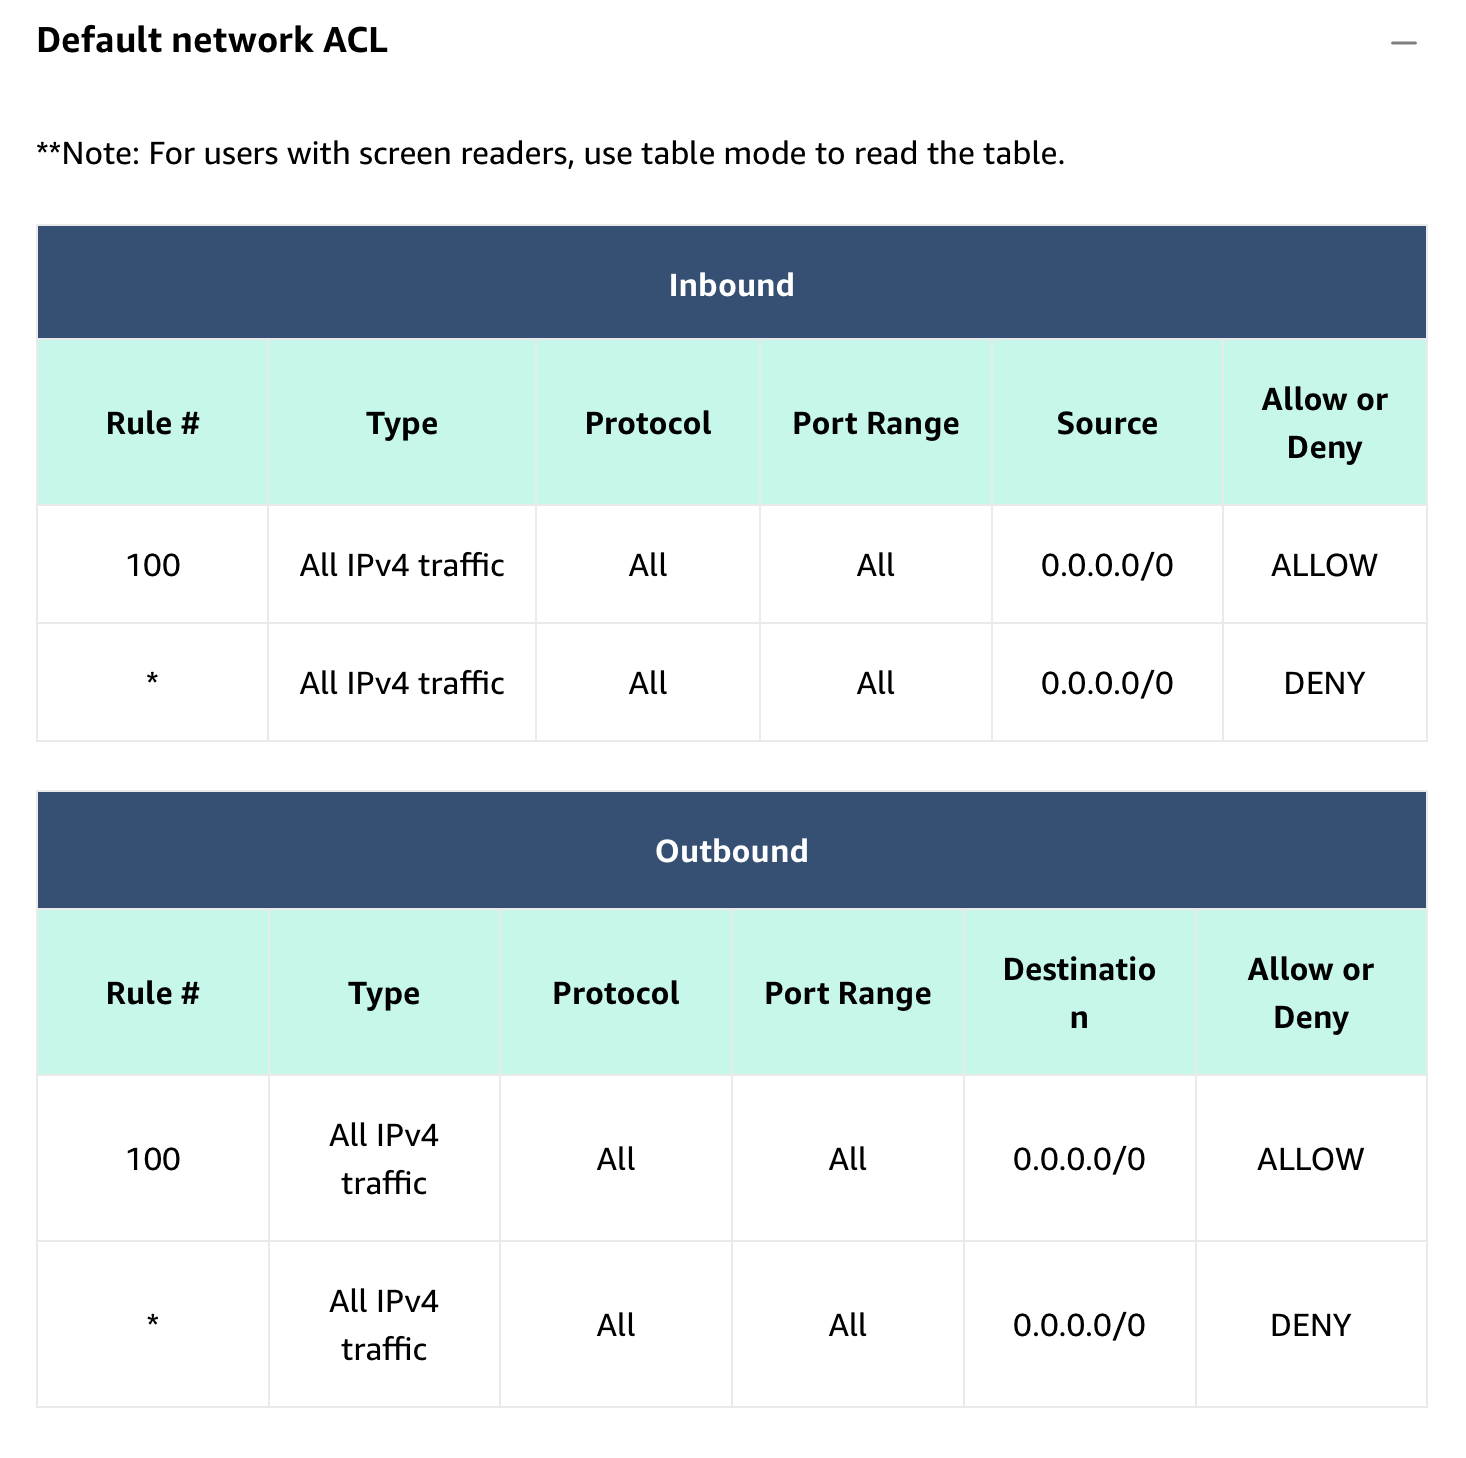 Default network ACL
**Note: For users with screen readers, use table mode to read the table.
Inbound
Rule # Type Protocol Port Range Source Allow or
Deny
100 All IPv4 traffic All All 0.0.0.0/0 ALLOW
* All IPv4 traffic All All 0.0.0.0/0 DENY
Outbound
Rule # Type Protocol Port Range Destinatio
n Allow or
Deny
100 All IPv4
traffic All All 0.0.0.0/0 ALLOW
* All IPv4
traffic All All 0.0.0.0/0 DENY